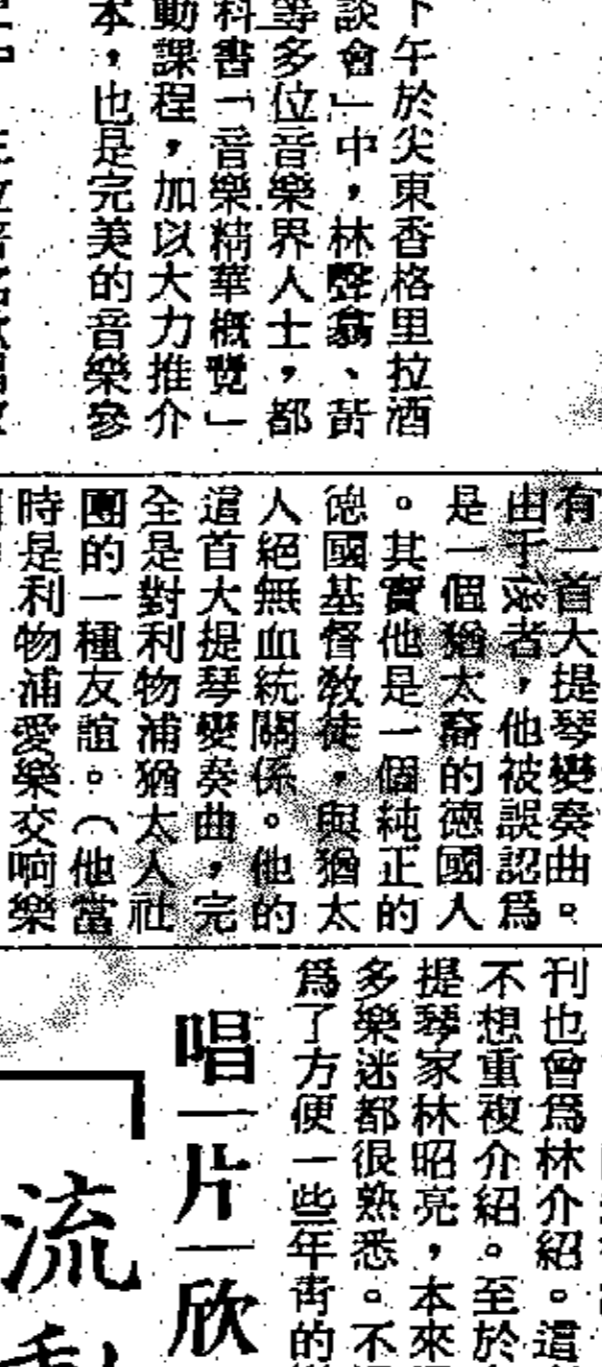 下午於尖東香格里拉酒
談會」中,林聲翕、黃
等多位音樂界人士,都
科書「音樂精華概覽」
動課程,加以大力推介
本,也是完美的音樂參
有一首大提琴變奏曲。
由于該者,他被誤認爲
是一個猶太裔的德國人
。其實他是一個純正的
德國基督敎徒,與猶太
人絕無血統關係。他的
這首大提琴變奏曲,完
全是對利物浦猶太人社
團的一種友誼。(他當
時是利物浦愛樂交响樂
刊也曾爲林介紹。這
不想重複介紹。至於
提琴家林昭亮,本來
多樂迷都很熟悉。不
爲了方便一些年靑的
唱一片一欣
流